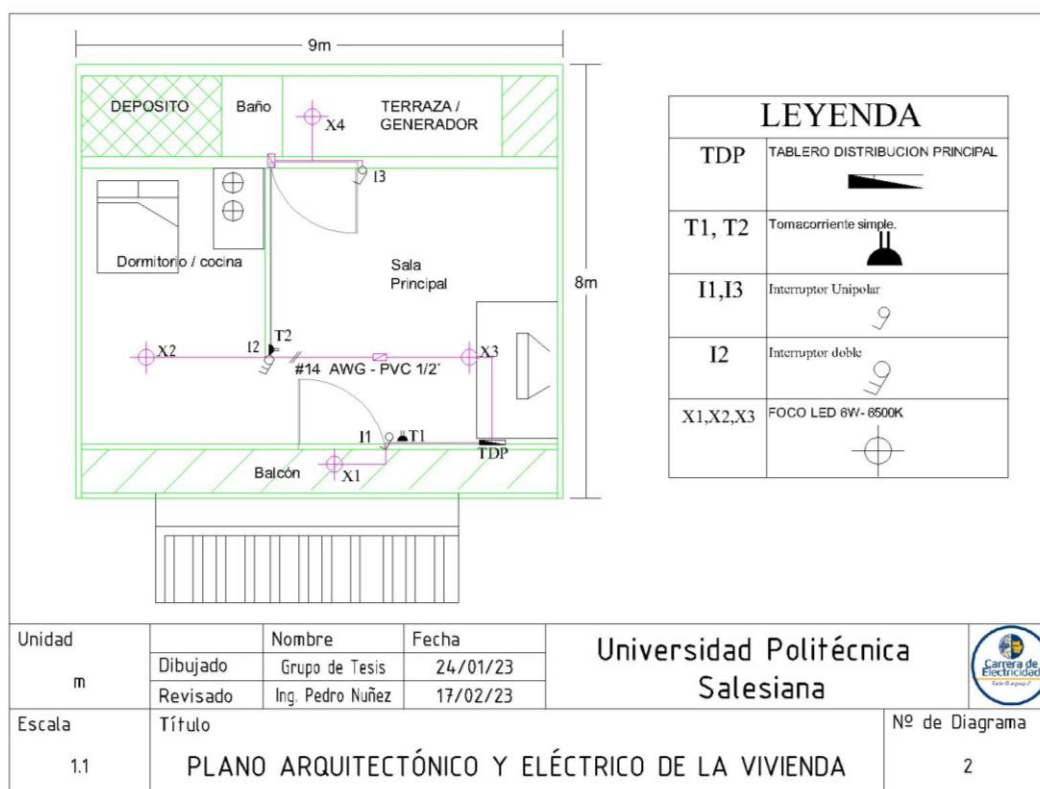 9m
DEPOSITO
Baño
TERRAZA /
GENERADOR
X4
I3
Dormitorio / cocina
Sala
Principal
8m
X2
I2
T2
X3
#14 AWG - PVC 1/2´
I1
T1
TDP
Balcón
X1
LEYENDA
TDP
TABLERO DISTRIBUCION PRINCIPAL
T1, T2
Tomacorriente simple.
I1,I3
Interruptor Unipolar
I2
Interruptor doble
X1,X2,X3
FOCO LED 6W- 6500K
Unidad
m
Nombre
Fecha
Dibujado
Grupo de Tesis
24/01/23
Revisado
Ing. Pedro Nuñez
17/02/23
Universidad Politécnica
Salesiana
Carrera de
Electricidad
Escala
1.1
Título
PLANO ARQUITECTÓNICO Y ELÉCTRICO DE LA VIVIENDA
Nº de Diagrama
2